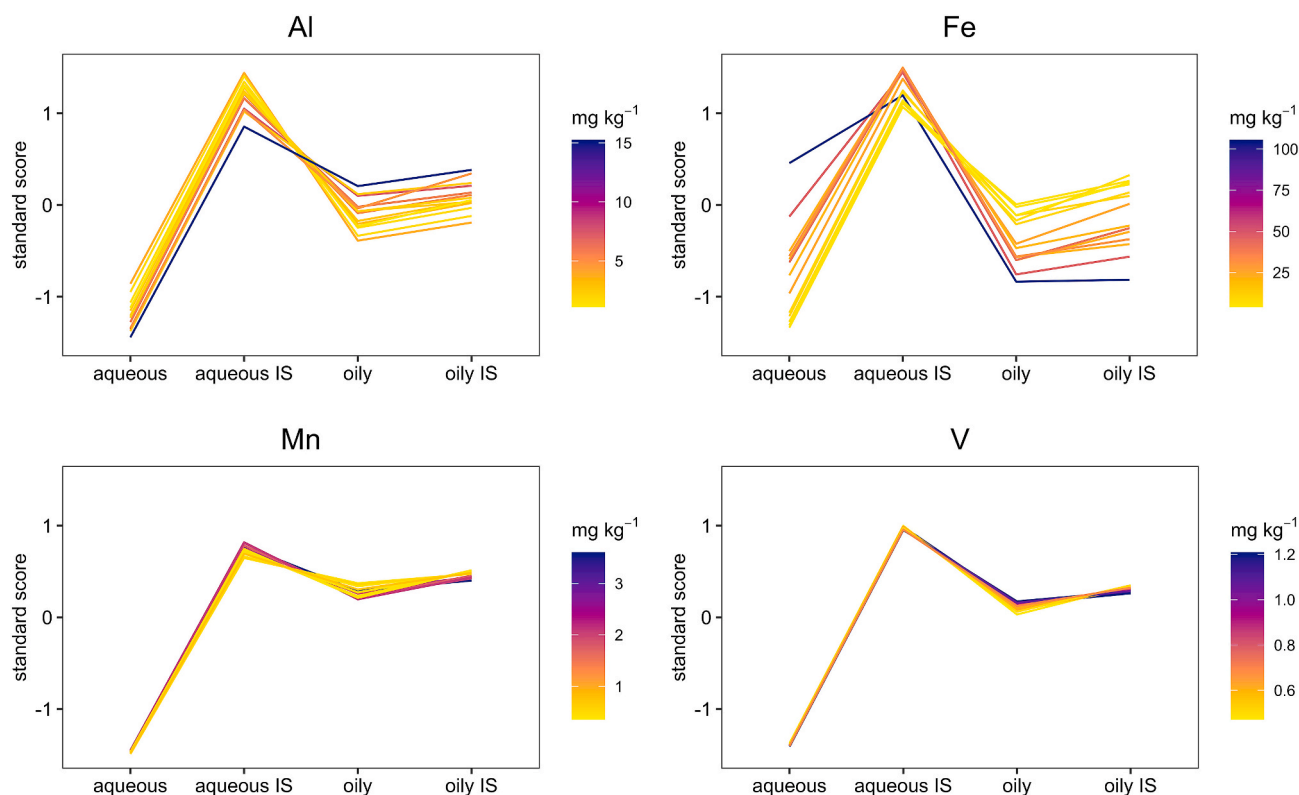 Al
standard score
1
0
-1
aqueous
aqueous IS
oily
oily IS
mg kg⁻¹
15
10
5
Fe
standard score
1
0
-1
aqueous
aqueous IS
oily
oily IS
mg kg⁻¹
100
75
50
25
Mn
standard score
1
0
-1
aqueous
aqueous IS
oily
oily IS
mg kg⁻¹
3
2
1
V
standard score
1
0
-1
aqueous
aqueous IS
oily
oily IS
mg kg⁻¹
1.2
1.0
0.8
0.6